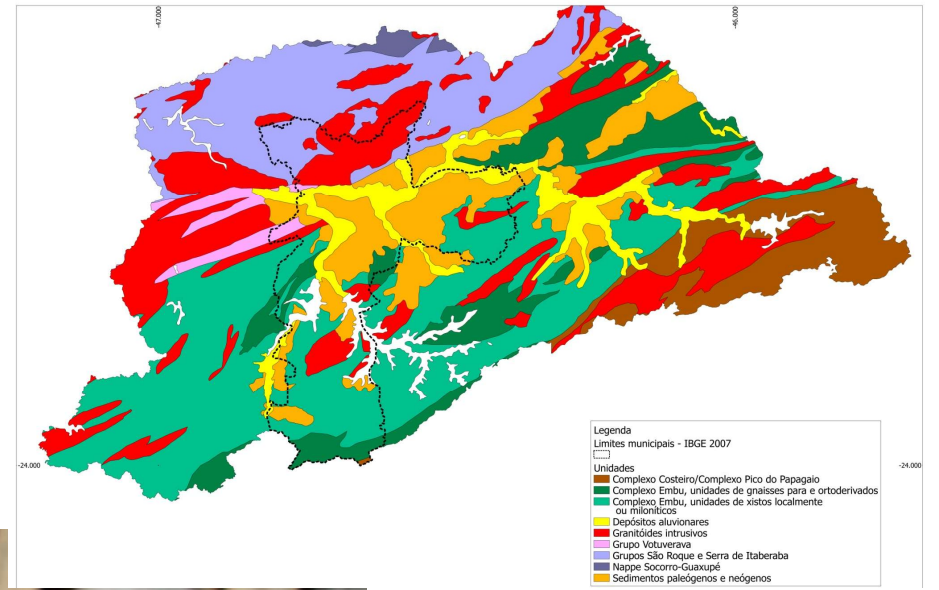 -47.000
-46.000
-24.000
-24.000
Legenda
Limites municipais - IBGE 2007
Unidades
Complexo Costeiro/Complexo Pico do Papagaio
Complexo Embu, unidades de gnaisses para e ortoderivados
Complexo Embu, unidades de xistos localmente
ou miloníticos
Depósitos aluvionares
Granitóides intrusivos
Grupo Votuverava
Grupos São Roque e Serra de Itaberaba
Nappe Socorro-Guaxupé
Sedimentos paleógenos e neógenos